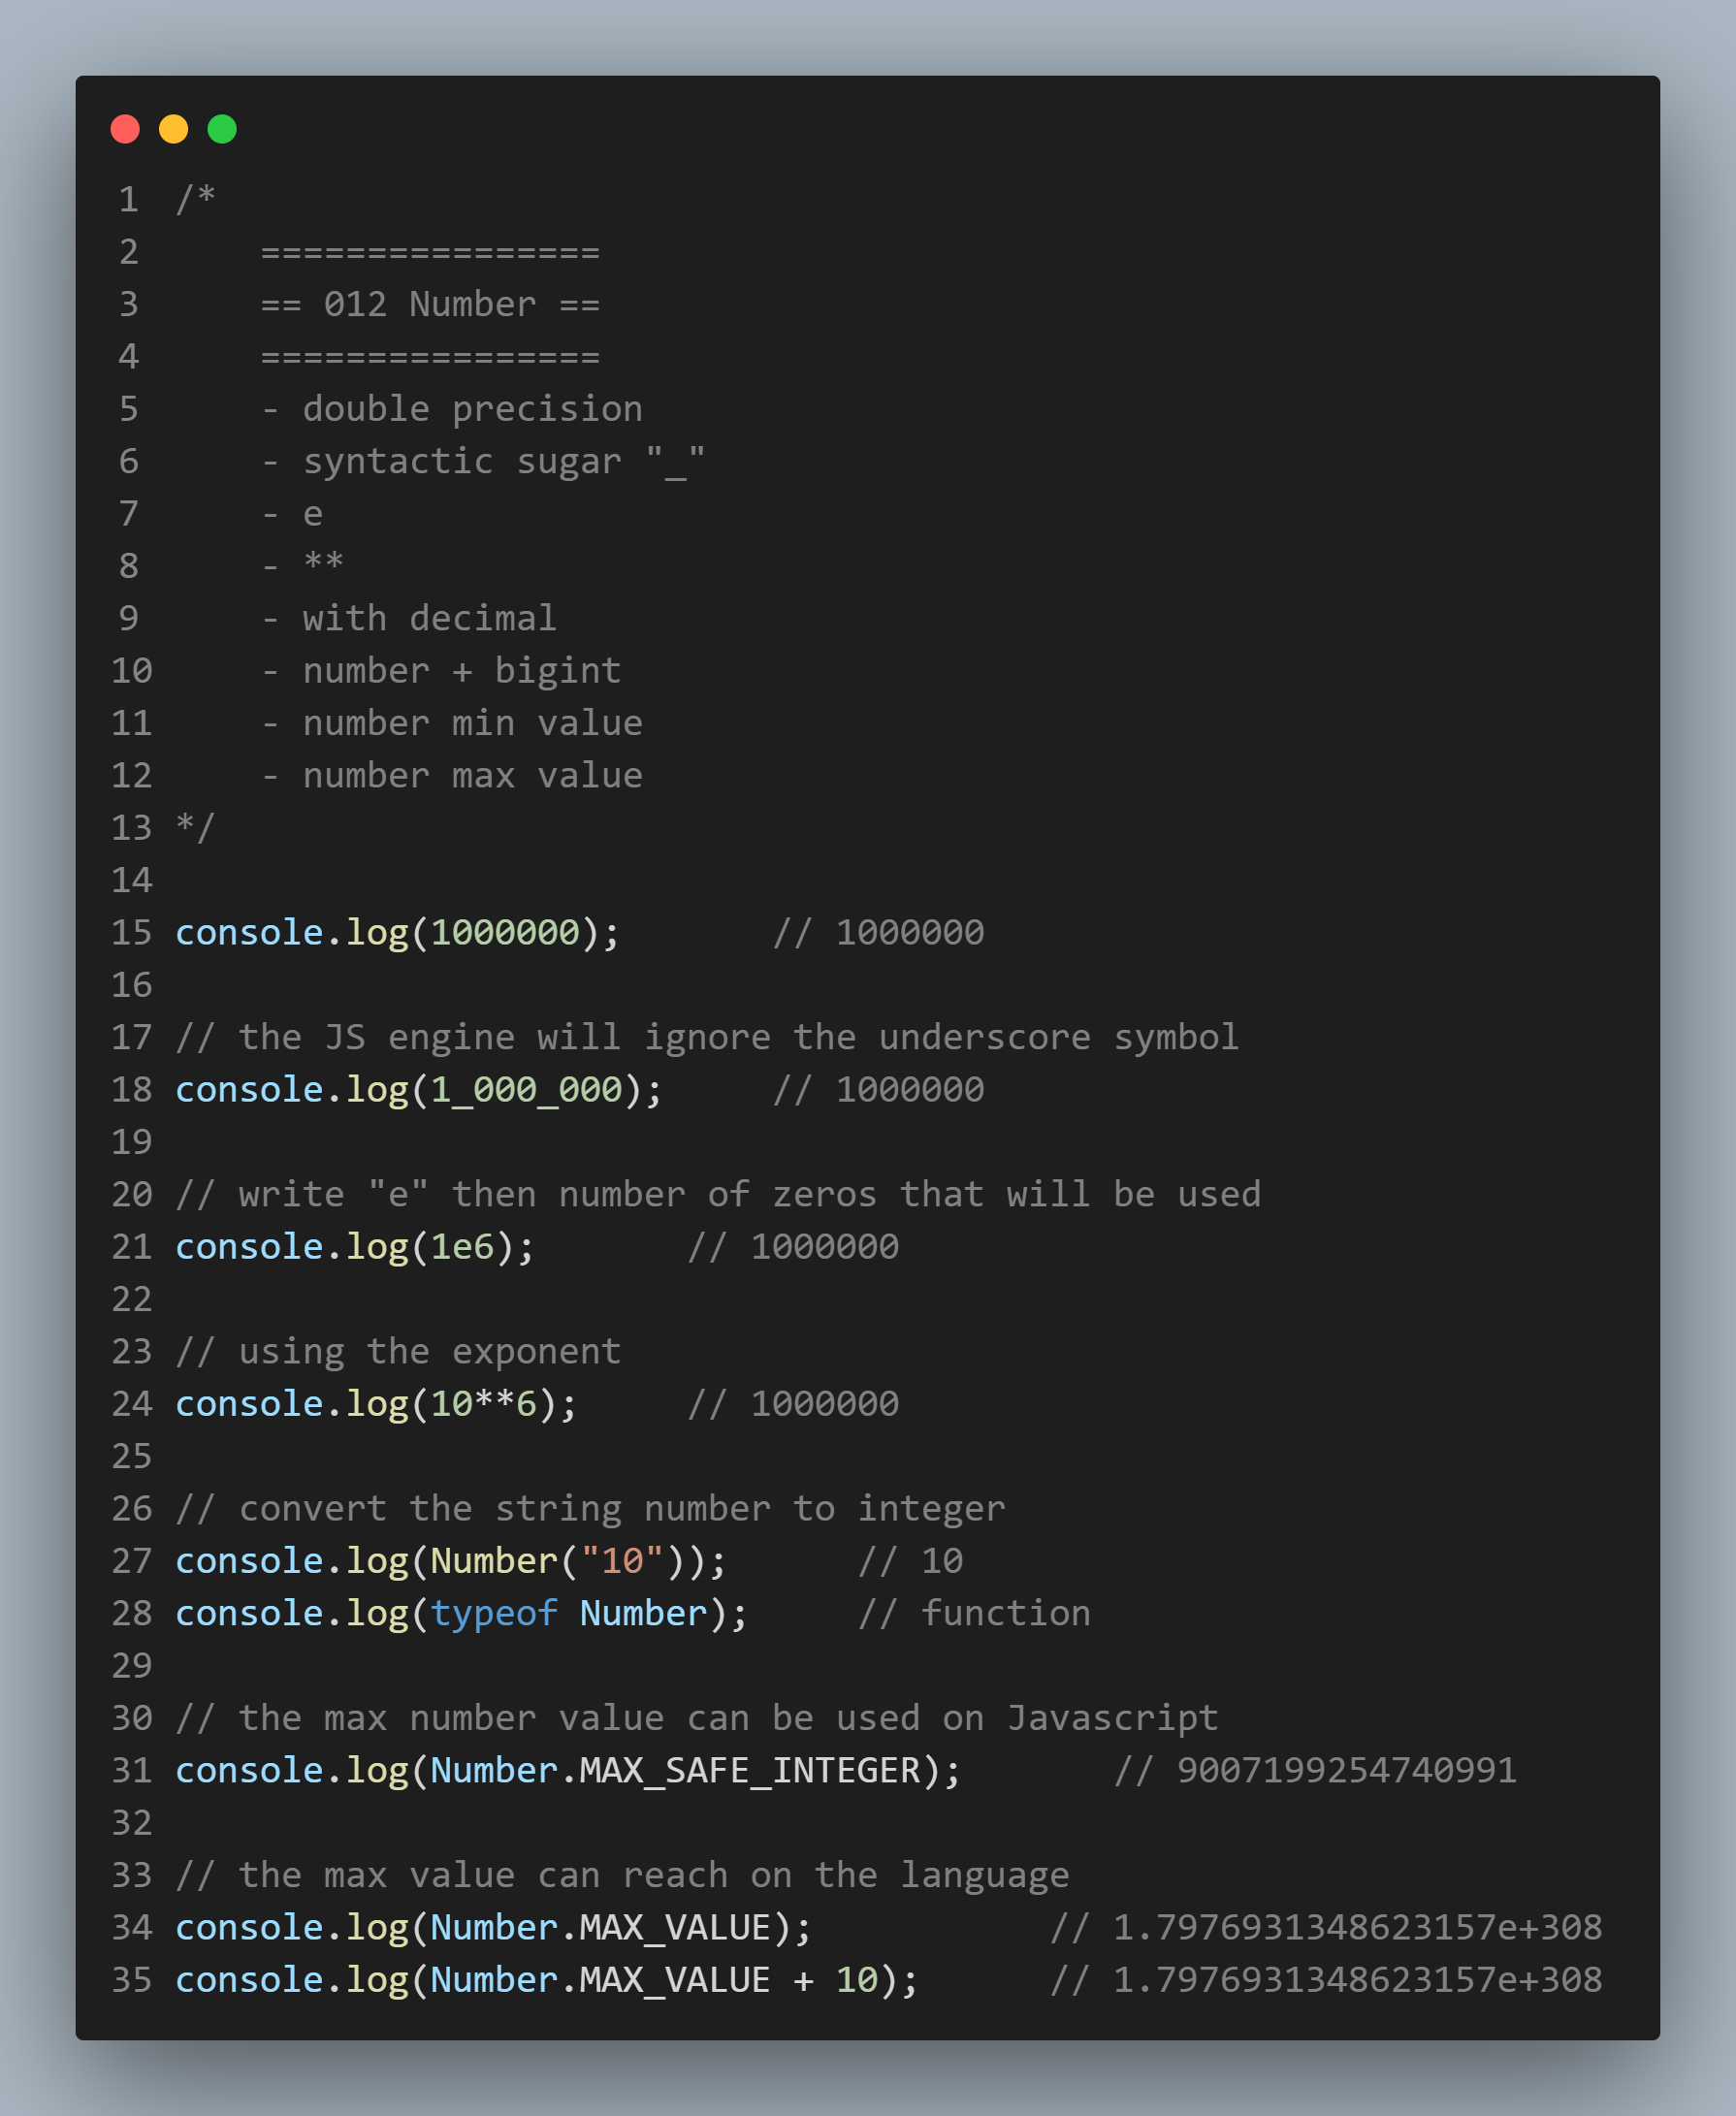 1 /*
2     ================
3     == 012 Number ==
4     ================
5     - double precision
6     - syntactic sugar "_"
7     - e
8     - **
9     - with decimal
10     - number + bigint
11     - number min value
12     - number max value
13 */
14
15 console.log(1000000);       // 1000000
16
17 // the JS engine will ignore the underscore symbol
18 console.log(1_000_000);     // 1000000
19
20 // write "e" then number of zeros that will be used
21 console.log(1e6);       // 1000000
22
23 // using the exponent
24 console.log(10**6);     // 1000000
25
26 // convert the string number to integer
27 console.log(Number("10"));      // 10
28 console.log(typeof Number);     // function
29
30 // the max number value can be used on Javascript
31 console.log(Number.MAX_SAFE_INTEGER);       // 9007199254740991
32
33 // the max value can reach on the language
34 console.log(Number.MAX_VALUE);           // 1.7976931348623157e+308
35 console.log(Number.MAX_VALUE + 10);      // 1.7976931348623157e+308